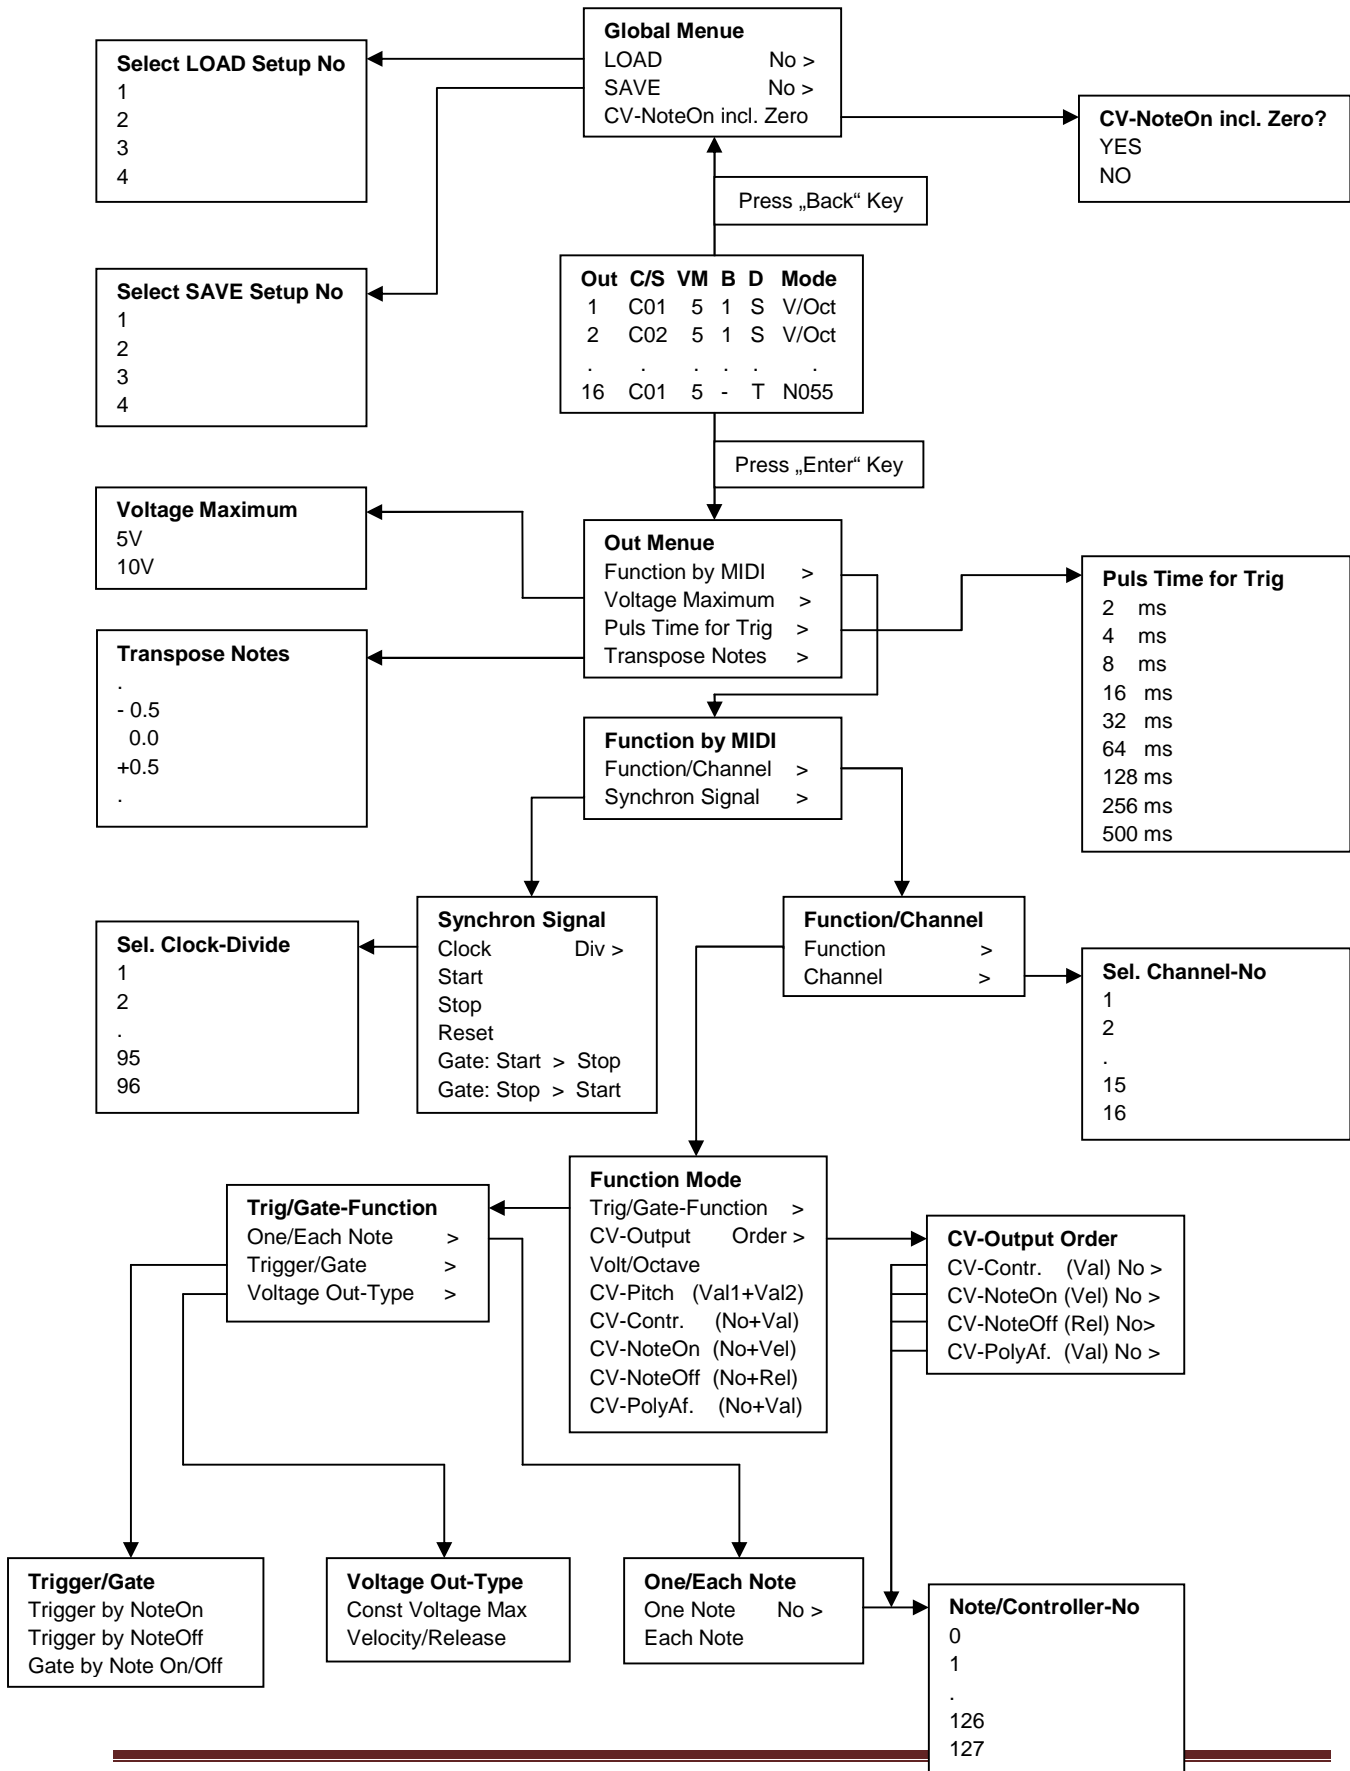 Global Menue
LOAD No >
SAVE No >
CV-NoteOn incl. Zero
Select LOAD Setup No
1
2
3
4
CV-NoteOn incl. Zero?
YES
NO
Press „Back“ Key
Select SAVE Setup No
1
2
3
4
Out C/S VM B D Mode
1 C01 5 1 S V/Oct
2 C02 5 1 S V/Oct
. . . . . .
16 C01 5 - T N055
Press „Enter“ Key
Voltage Maximum
5V
10V
Out Menue
Function by MIDI >
Voltage Maximum >
Puls Time for Trig >
Transpose Notes >
Puls Time for Trig
2 ms
4 ms
8 ms
16 ms
32 ms
64 ms
128 ms
256 ms
500 ms
Transpose Notes
.
- 0.5
0.0
+0.5
.
Function by MIDI
Function/Channel >
Synchron Signal >
Sel. Clock-Divide
1
2
.
95
96
Synchron Signal
Clock Div >
Start
Stop
Reset
Gate: Start > Stop
Gate: Stop > Start
Function/Channel
Function >
Channel >
Sel. Channel-No
1
2
.
15
16
Trig/Gate-Function
One/Each Note >
Trigger/Gate >
Voltage Out-Type >
Function Mode
Trig/Gate-Function >
CV-Output Order >
Volt/Octave
CV-Pitch (Val1+Val2)
CV-Contr. (No+Val)
CV-NoteOn (No+Vel)
CV-NoteOff (No+Rel)
CV-PolyAf. (No+Val)
CV-Output Order
CV-Contr. (Val) No >
CV-NoteOn (Vel) No >
CV-NoteOff (Rel) No>
CV-PolyAf. (Val) No >
Trigger/Gate
Trigger by NoteOn
Trigger by NoteOff
Gate by Note On/Off
Voltage Out-Type
Const Voltage Max
Velocity/Release
One/Each Note
One Note No >
Each Note
Note/Controller-No
0
1
.
126
127